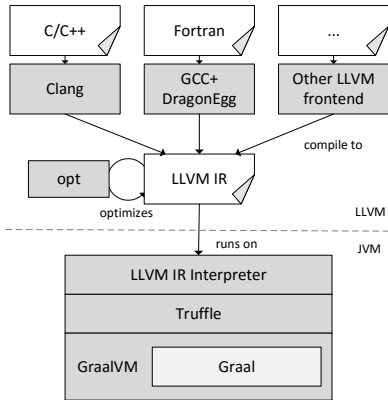 C/C++
Fortran
...
Clang
GCC+
DragonEgg
Other LLVM
frontend
compile to
opt
LLVM IR
optimizes
LLVM
runs on
JVM
LLVM IR Interpreter
Truffle
GraalVM
Graal